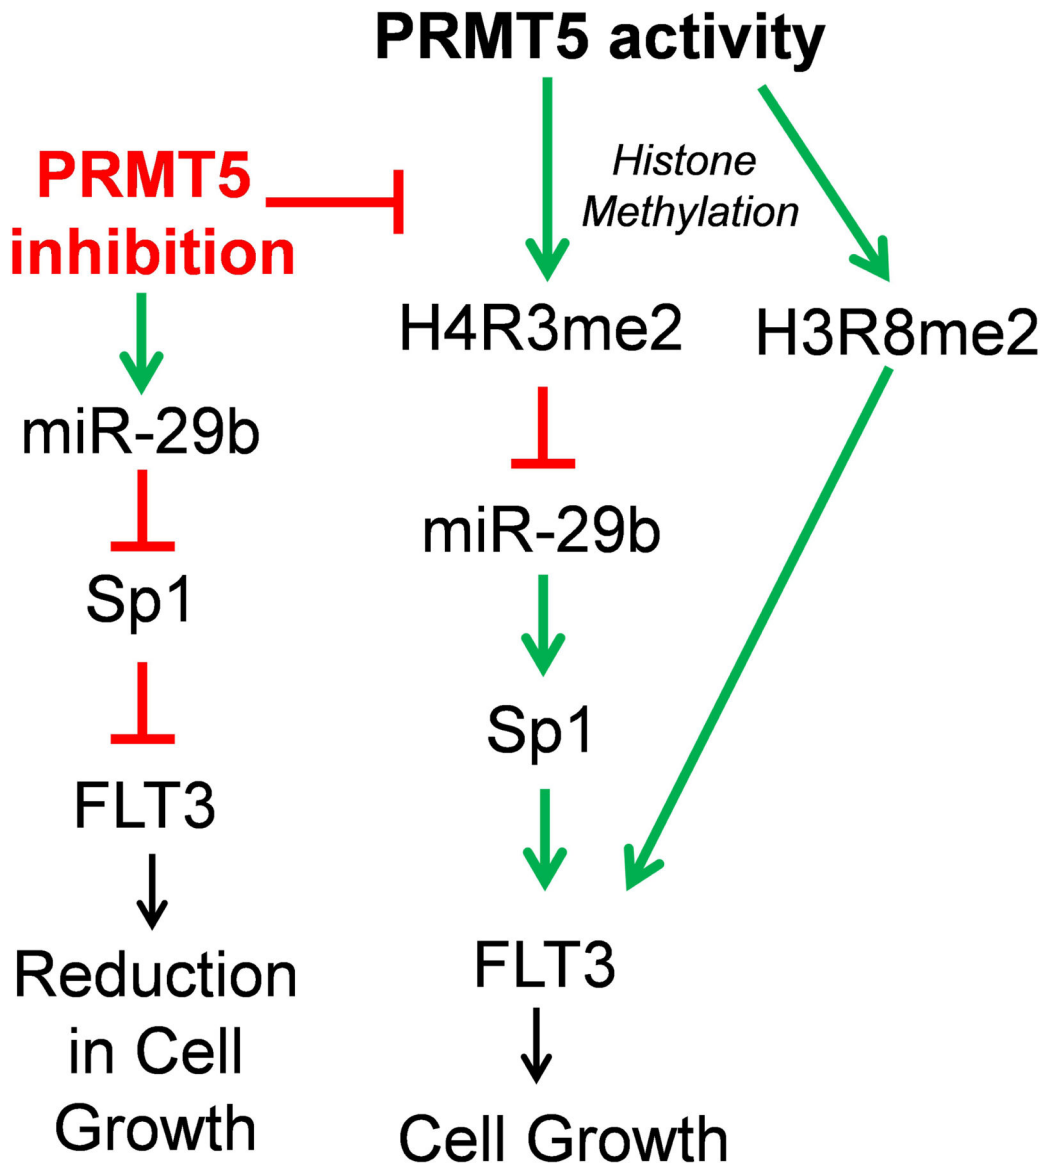 PRMT5 activity
Histone
Methylation
PRMT5
inhibition
H4R3me2
H3R8me2
miR-29b
miR-29b
Sp1
Sp1
FLT3
FLT3
Reduction
in Cell
Growth
Cell Growth